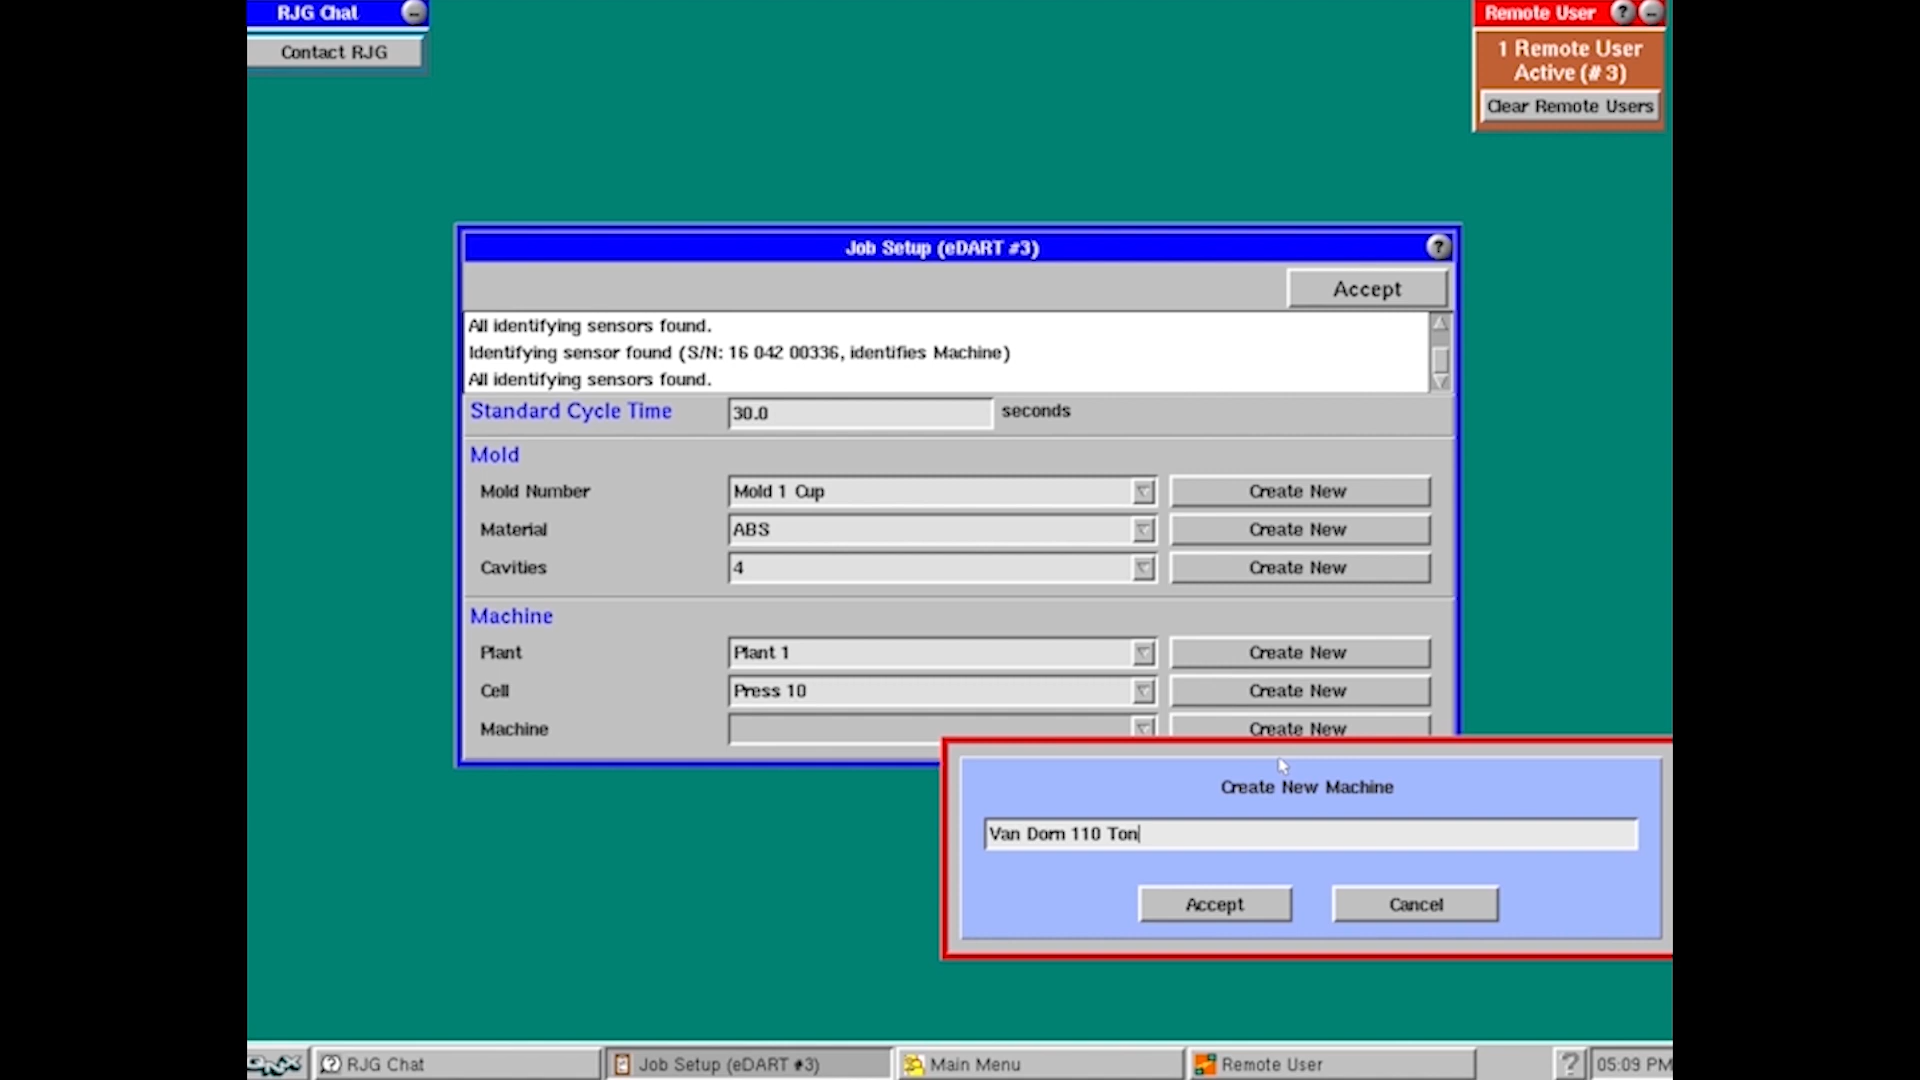 RJG Chat
Contact RJG
Remote User ?
1 Remote User
Active (# 3)
Clear Remote Users
Job Setup (eDART #3) ?
Accept
All identifying sensors found.
Identifying sensor found (S/N: 16 042 00336, identifies Machine)
All identifying sensors found.
Standard Cycle Time 30.0 seconds
Mold
Mold Number Mold 1 Cup Create New
Material ABS Create New
Cavities 4 Create New
Machine
Plant Plant 1 Create New
Cell Press 10 Create New
Machine Create New
Create New Machine
Van Dorn 110 Ton
Accept Cancel
QNX ? RJG Chat Job Setup (eDART #3) Main Menu Remote User ? 05:09 PM